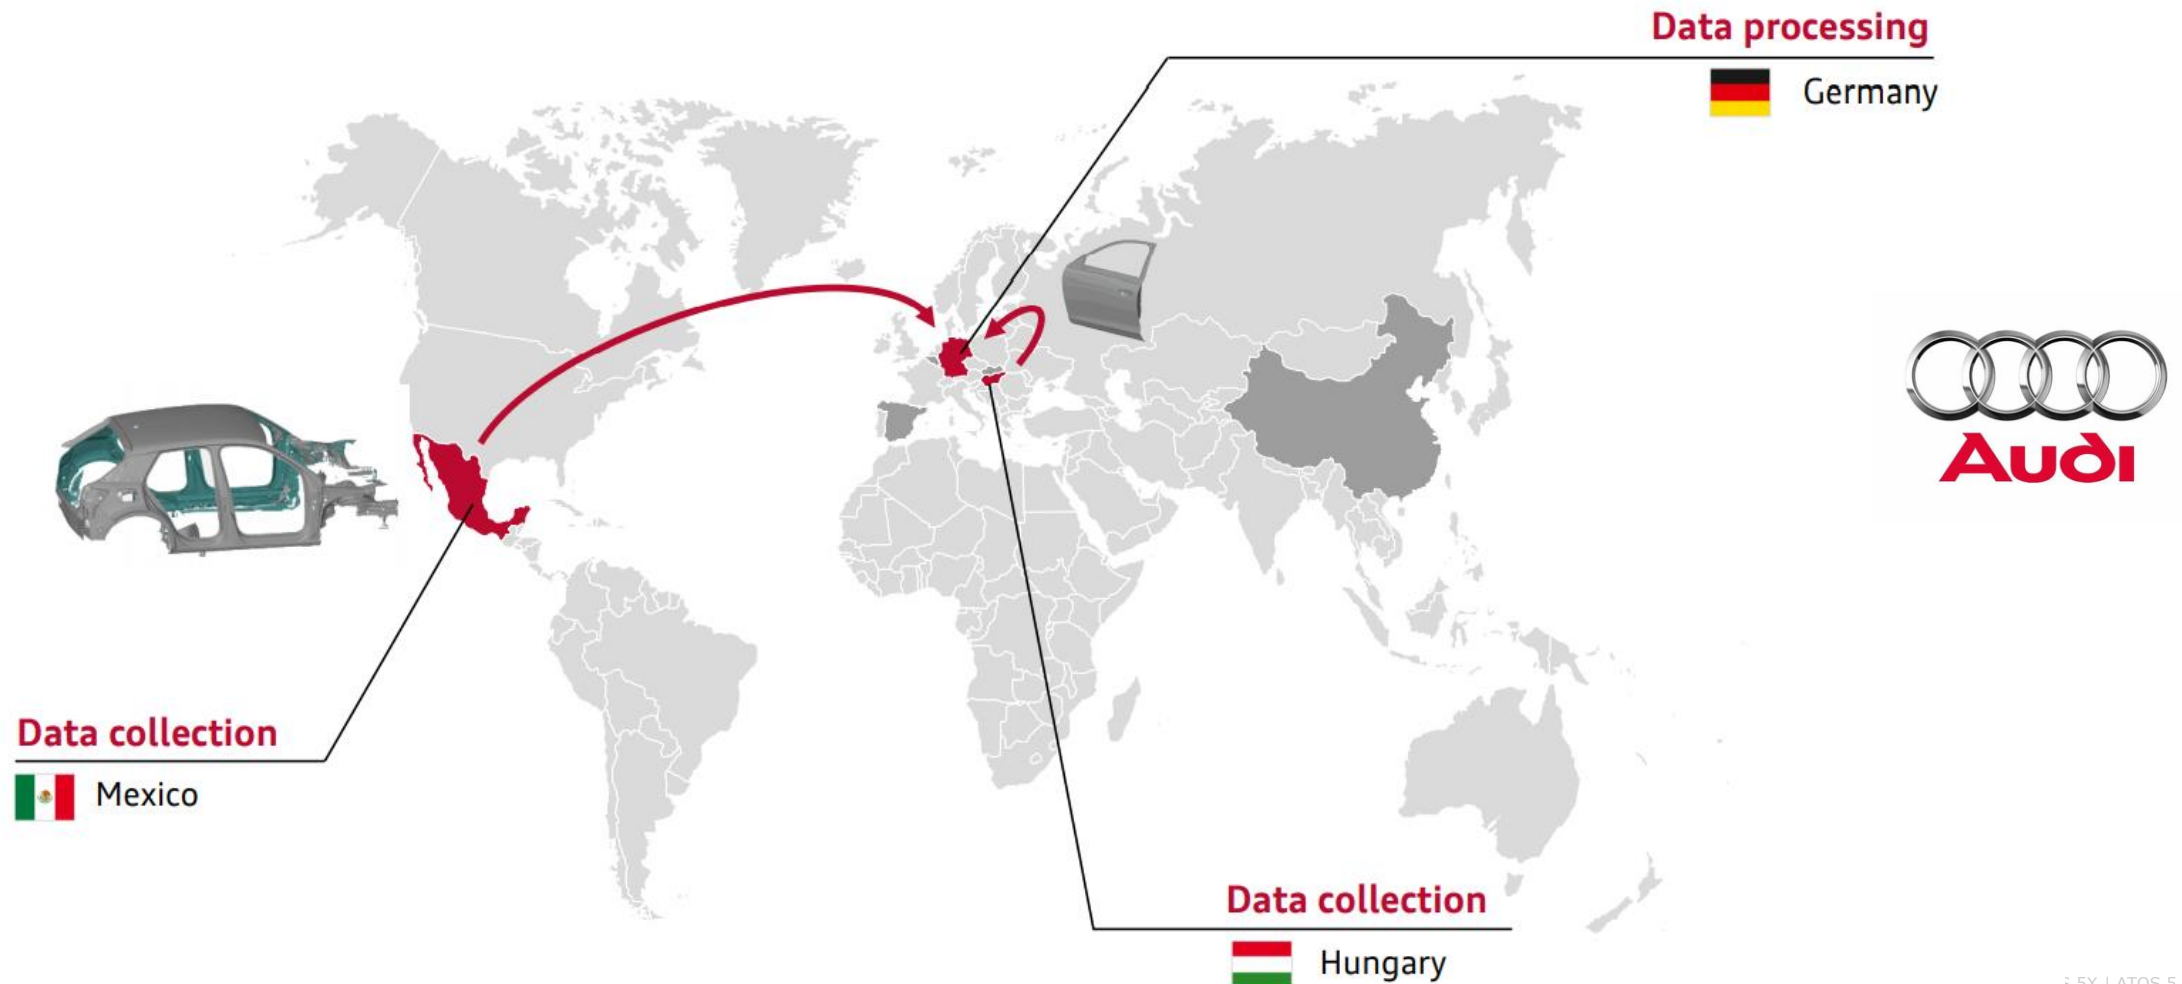 Data processing
Germany
Audi
Data collection
Mexico
Data collection
Hungary